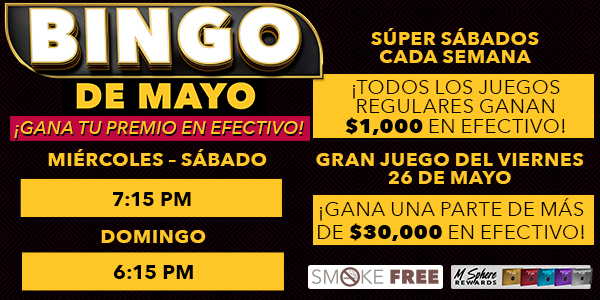 BINGO
DE MAYO
¡GANA TU PREMIO EN EFECTIVO!
MIÉRCOLES – SÁBADO
7:15 PM
DOMINGO
6:15 PM
SÚPER SÁBADOS
CADA SEMANA
¡TODOS LOS JUEGOS
REGULARES GANAN
$1,000 EN EFECTIVO!
GRAN JUEGO DEL VIERNES
26 DE MAYO
¡GANA UNA PARTE DE MÁS
DE $30,000 EN EFECTIVO!
SMOKE FREE
M Sphere
REWARDS